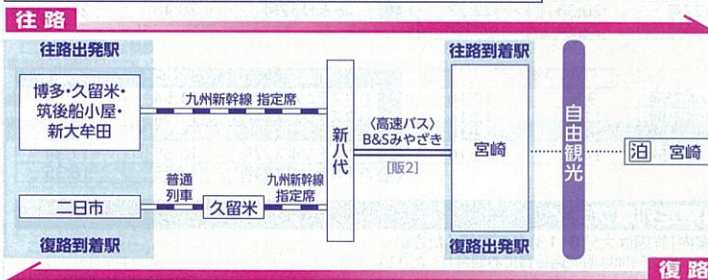 往路
往路出発駅
往路到着駅
博多・久留米・
筑後船小屋・
新大牟田
九州新幹線 指定席
新八代
〈高速バス〉
B&Sみやざき
[販2]
宮崎
自由観光
泊 宮崎
二日市
普通
列車
久留米
九州新幹線
指定席
復路到着駅
復路出発駅
復路